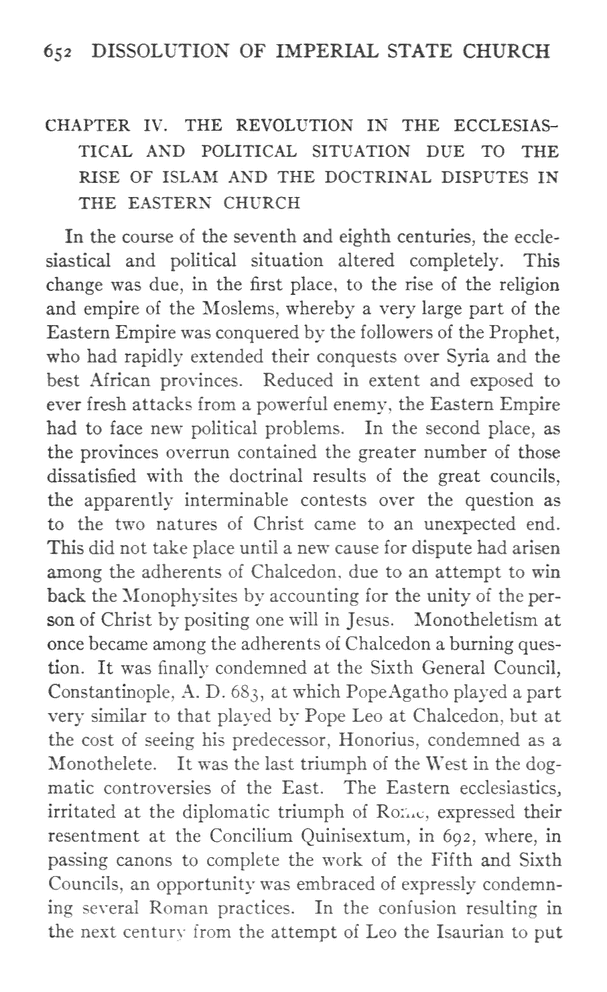 652 DISSOLUTION OF IMPERIAL STATE CHURCH
CHAPTER IV. THE REVOLUTION IN THE ECCLESIAS-
TICAL AND POLITICAL SITUATION DUE TO THE
RISE OF ISLAM AND THE DOCTRINAL DISPUTES IN
THE EASTERN CHURCH
In the course of the seventh and eighth centuries, the eccle-
siastical and political situation altered completely. This
change was due, in the first place, to the rise of the religion
and empire of the Moslems, whereby a very large part of the
Eastern Empire was conquered by the followers of the Prophet,
who had rapidly extended their conquests over Syria and the
best African provinces. Reduced in extent and exposed to
ever fresh attacks from a powerful enemy, the Eastern Empire
had to face new political problems. In the second place, as
the provinces overrun contained the greater number of those
dissatisfied with the doctrinal results of the great councils,
the apparently interminable contests over the question as
to the two natures of Christ came to an unexpected end.
This did not take place until a new cause for dispute had arisen
among the adherents of Chalcedon, due to an attempt to win
back the Monophysites by accounting for the unity of the per-
son of Christ by positing one will in Jesus. Monotheletism at
once became among the adherents of Chalcedon a burning ques-
tion. It was finally condemned at the Sixth General Council,
Constantinople, A. D. 683, at which Pope Agatho played a part
very similar to that played by Pope Leo at Chalcedon, but at
the cost of seeing his predecessor, Honorius, condemned as a
Monothelete. It was the last triumph of the West in the dog-
matic controversies of the East. The Eastern ecclesiastics,
irritated at the diplomatic triumph of Rome, expressed their
resentment at the Concilium Quinisextum, in 692, where, in
passing canons to complete the work of the Fifth and Sixth
Councils, an opportunity was embraced of expressly condemn-
ing several Roman practices. In the confusion resulting in
the next century from the attempt of Leo the Isaurian to put